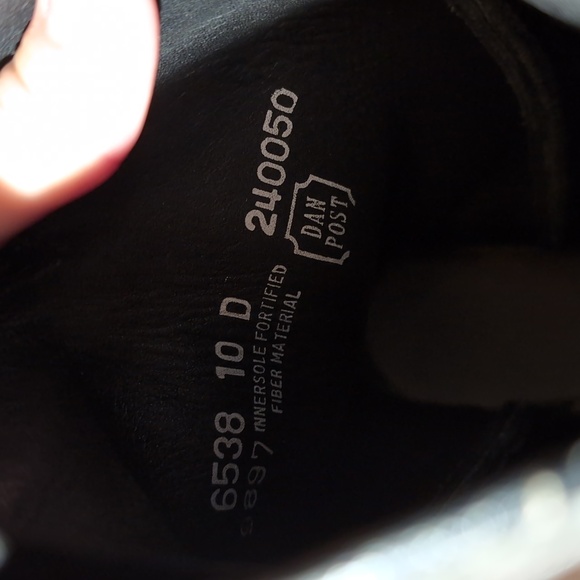 6538 10 D 240050
INNERSOLE FORTIFIED
FIBER MATERIAL
DAN
POST